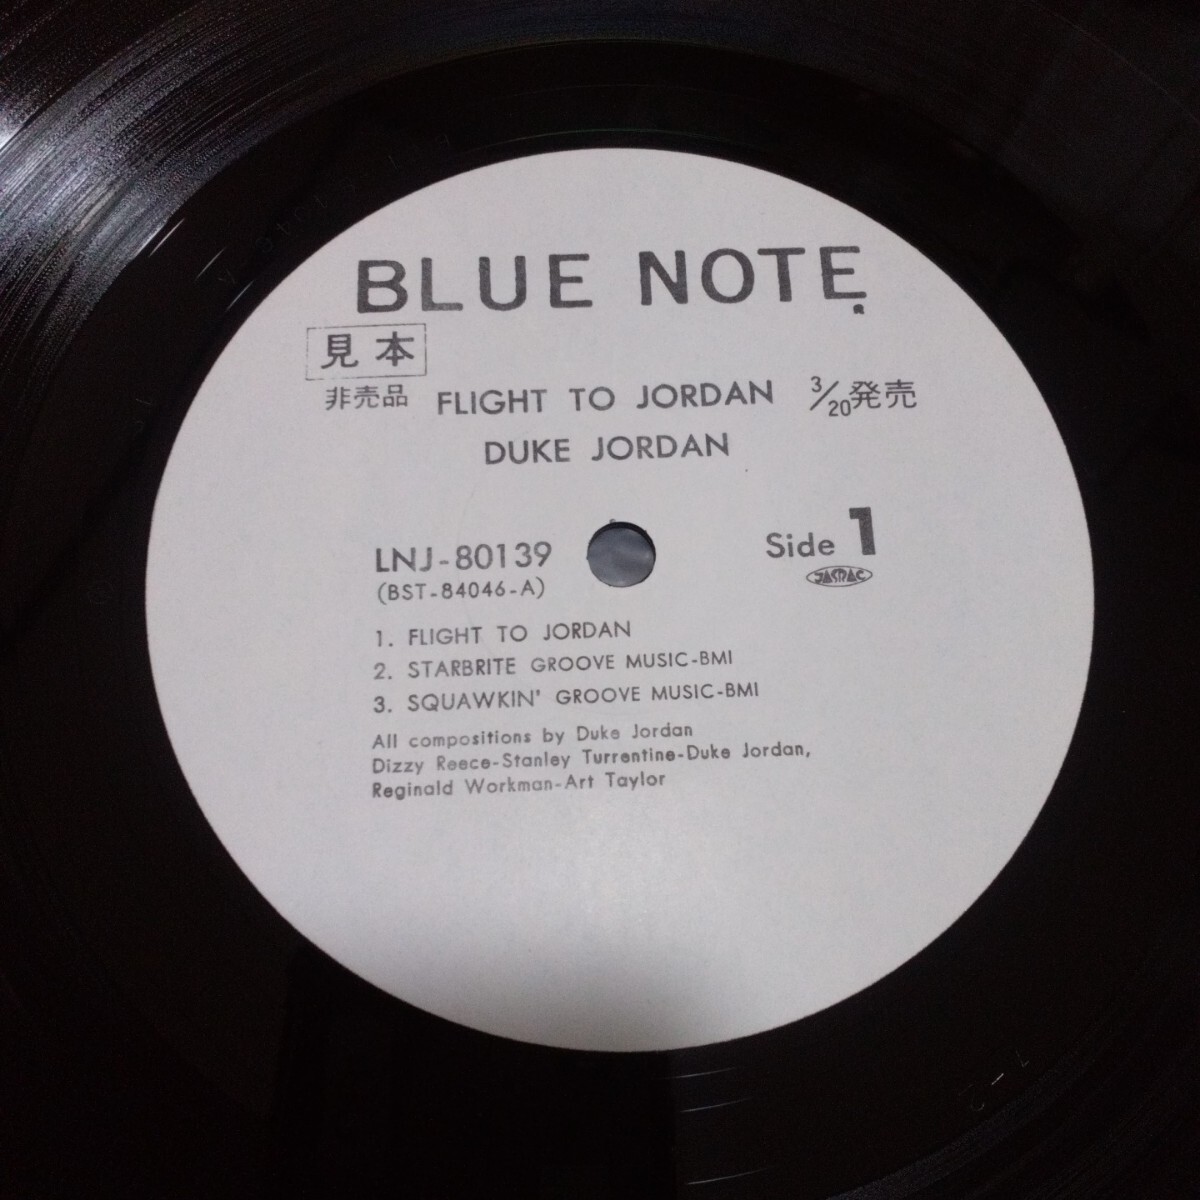 BLUE NOTE
R
見本
非売品 FLIGHT TO JORDAN 3/20発売
DUKE JORDAN
LNJ-80139 Side 1
(BST-84046-A) JASRAC
1. FLIGHT TO JORDAN
2. STARBRITE GROOVE MUSIC-BMI
3. SQUAWKIN' GROOVE MUSIC-BMI
All compositions by Duke Jordan
Dizzy Reece-Stanley Turrentine-Duke Jordan,
Reginald Workman-Art Taylor